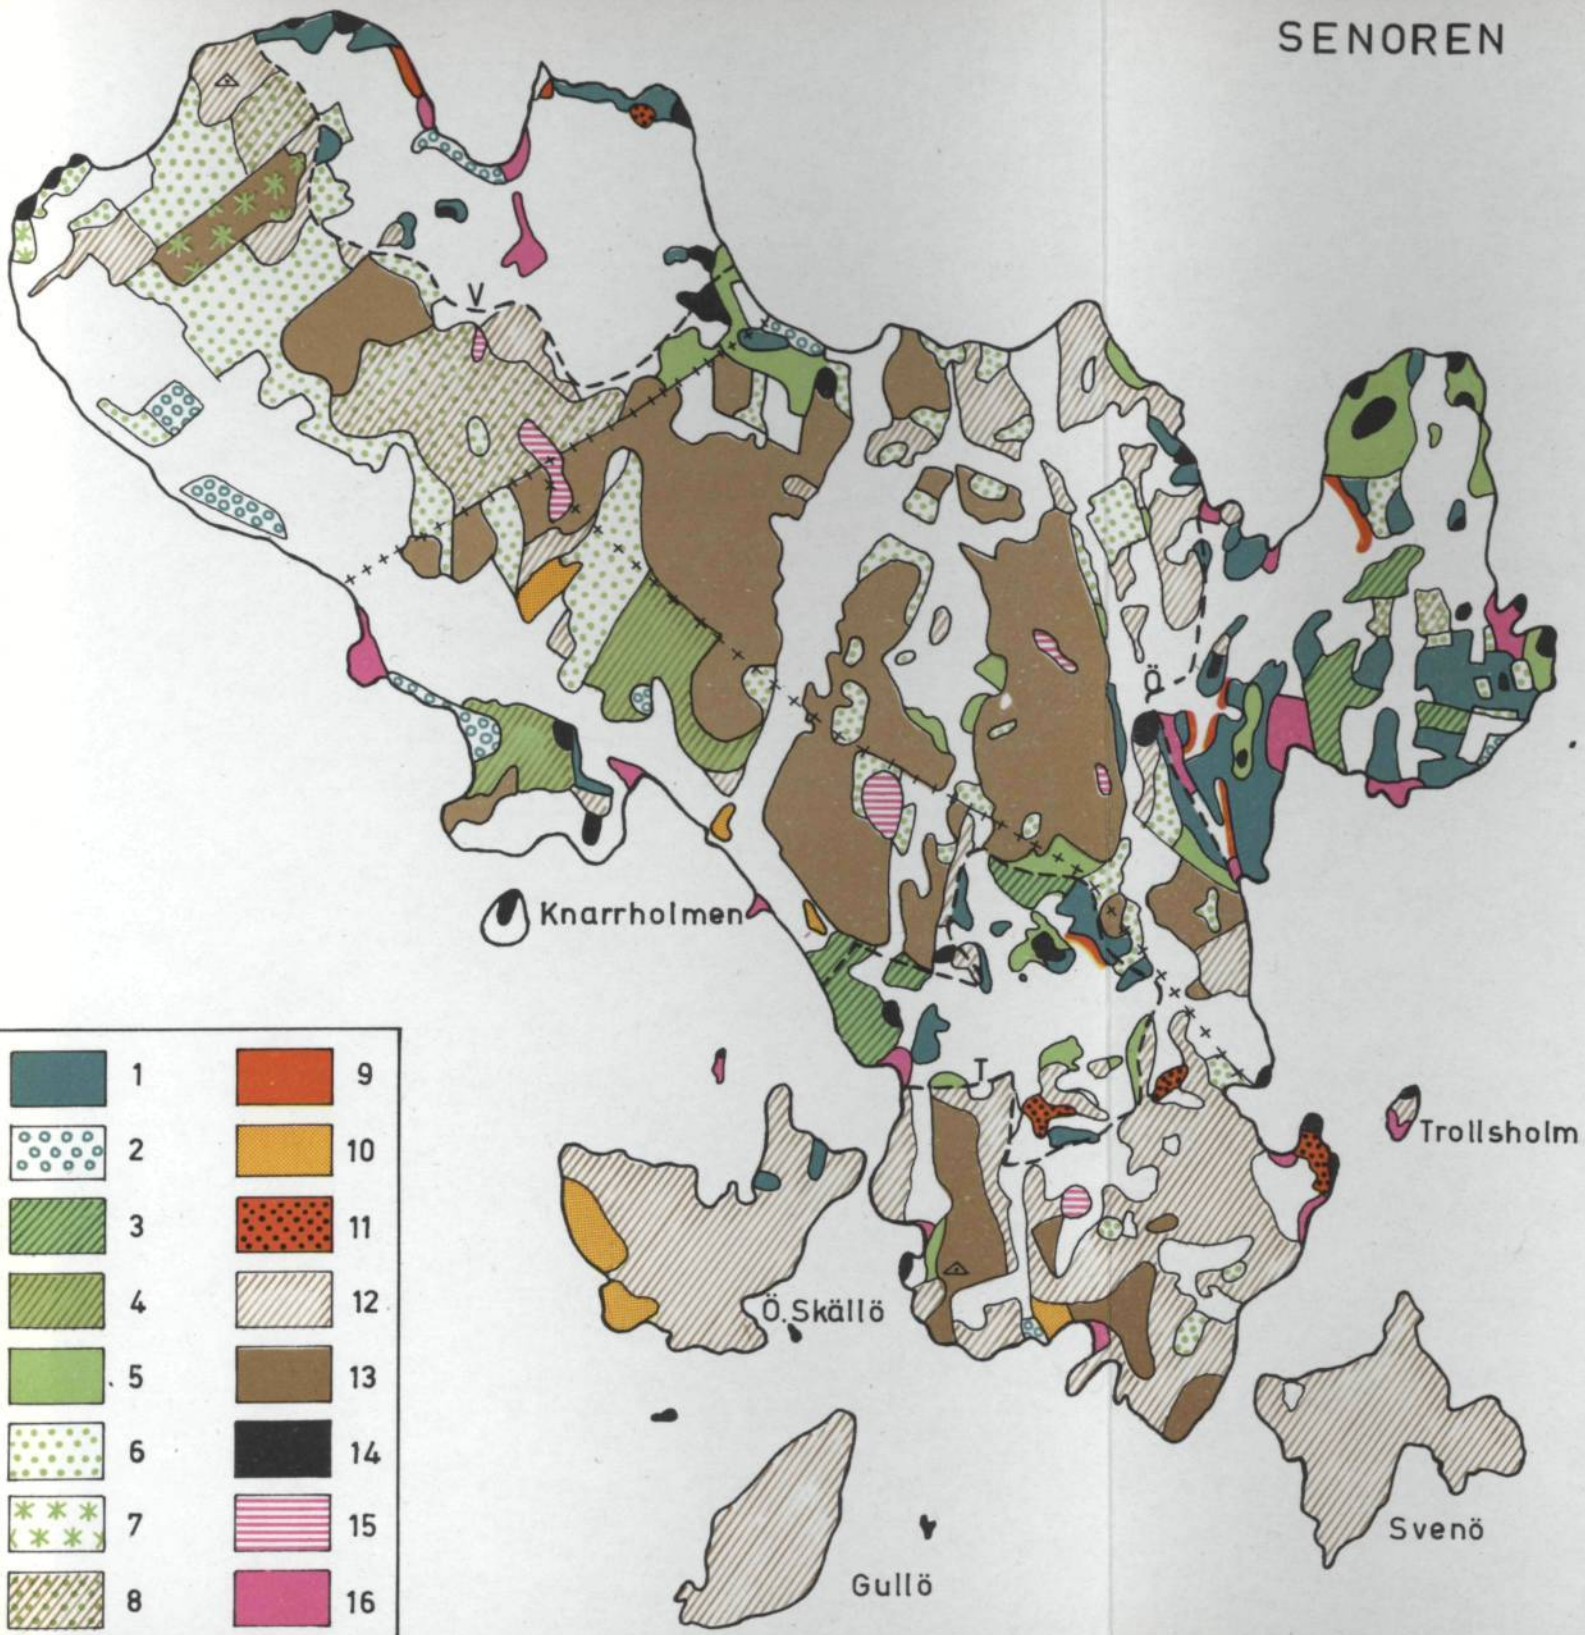 SENOREN
V
Ö
Knarrholmen
T
Trollsholm
Ö. Skällö
Svenö
Gullö
1 9
2 10
3 11
4 12
5 13
6 14
7 15
8 16